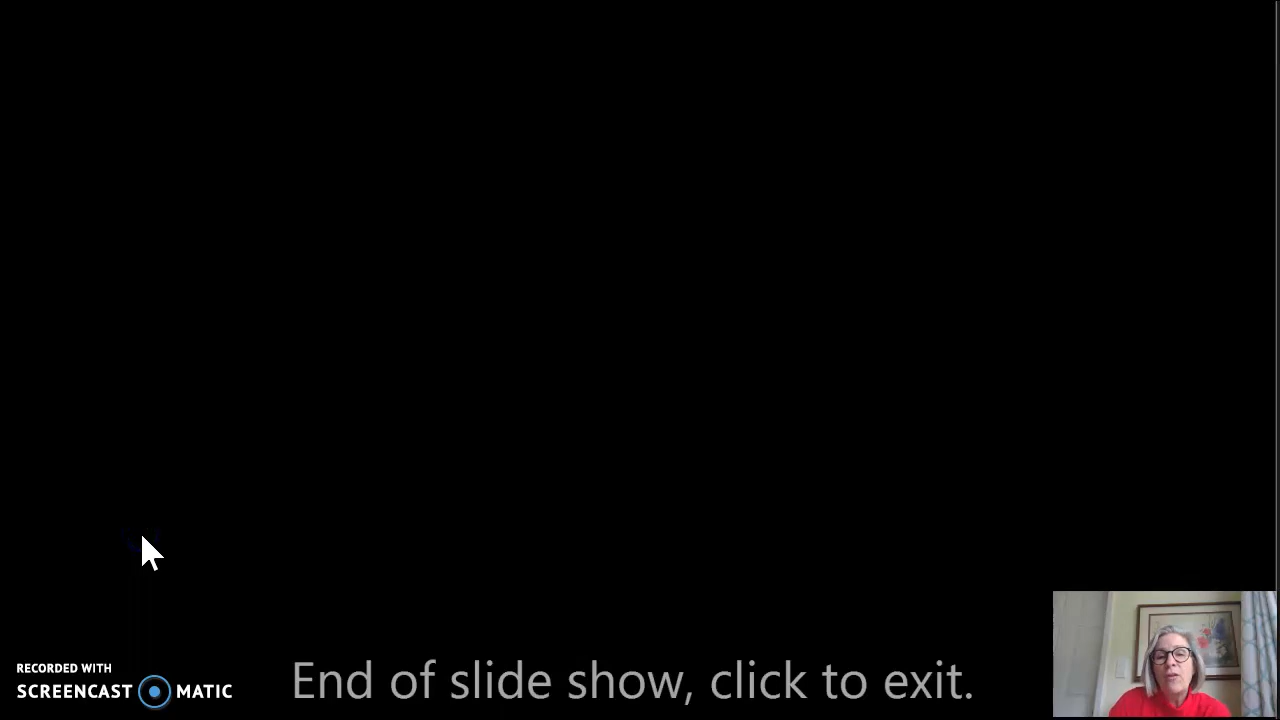 RECORDED WITH
SCREENCAST MATIC
End of slide show, click to exit.